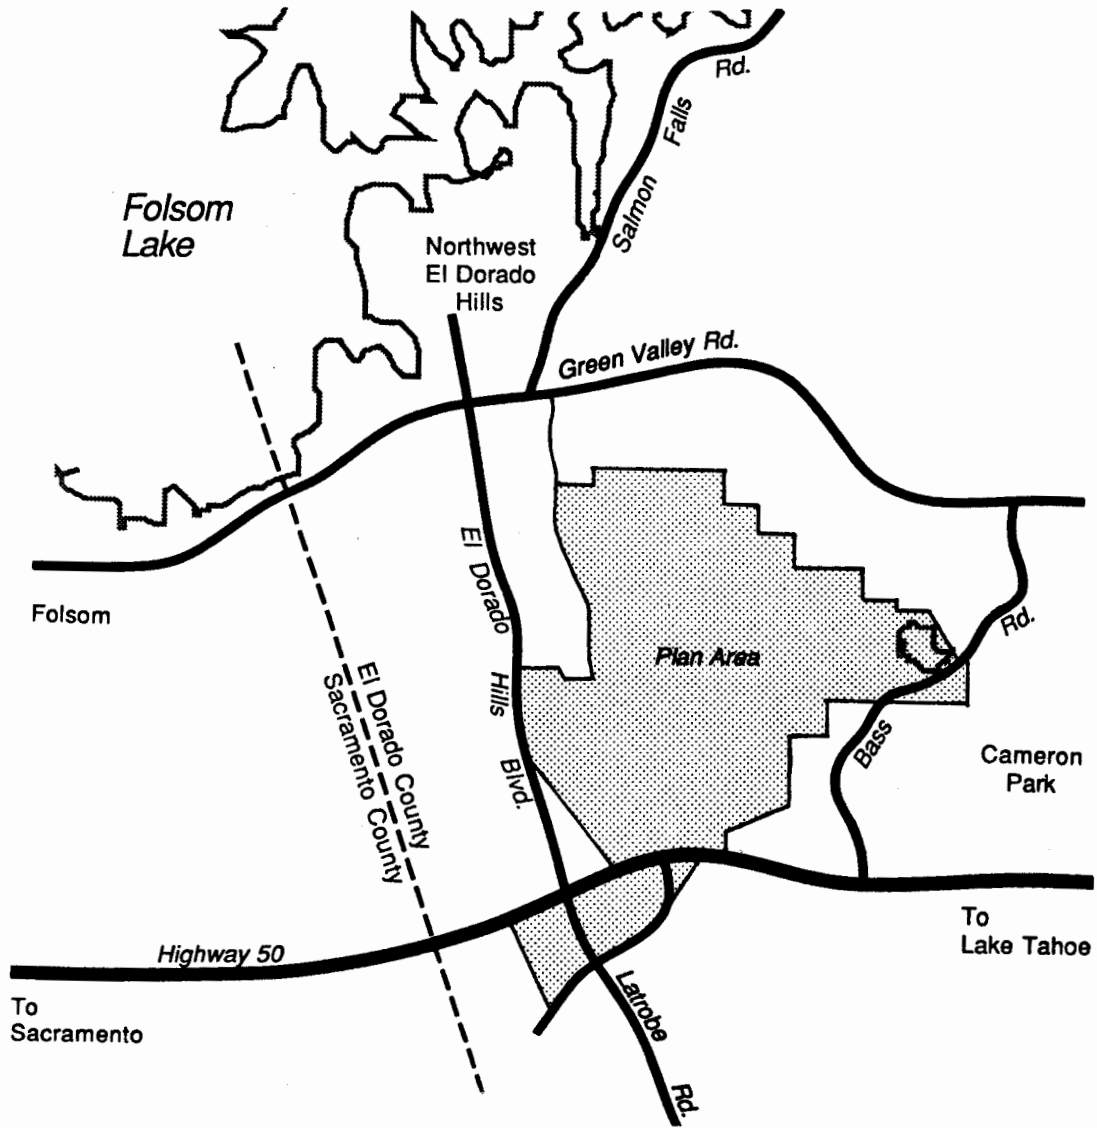 Rd.
Falls
Salmon
Folsom
Lake
Northwest
El Dorado
Hills
Green Valley Rd.
El Dorado
Hills
Blvd.
Folsom
Rd.
Plan Area
El Dorado County
Sacramento County
Bass
Cameron
Park
Highway 50
To
Lake Tahoe
To
Sacramento
Latrobe
Rd.